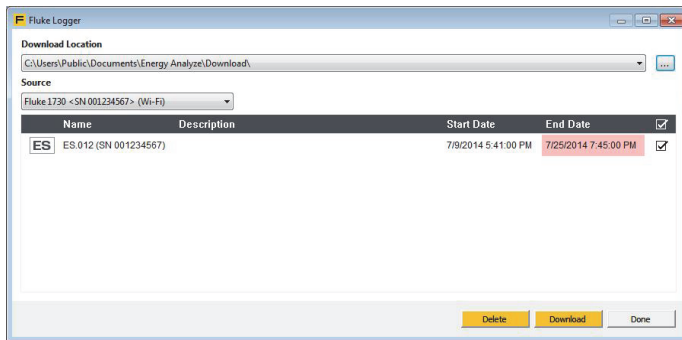 F Fluke Logger
Download Location
C:\Users\Public\Documents\Energy Analyze\Download\
...
Source
Fluke 1730 <SN 001234567> (Wi-Fi)
Name Description Start Date End Date
ES ES.012 (SN 001234567) 7/9/2014 5:41:00 PM 7/25/2014 7:45:00 PM
Delete Download Done